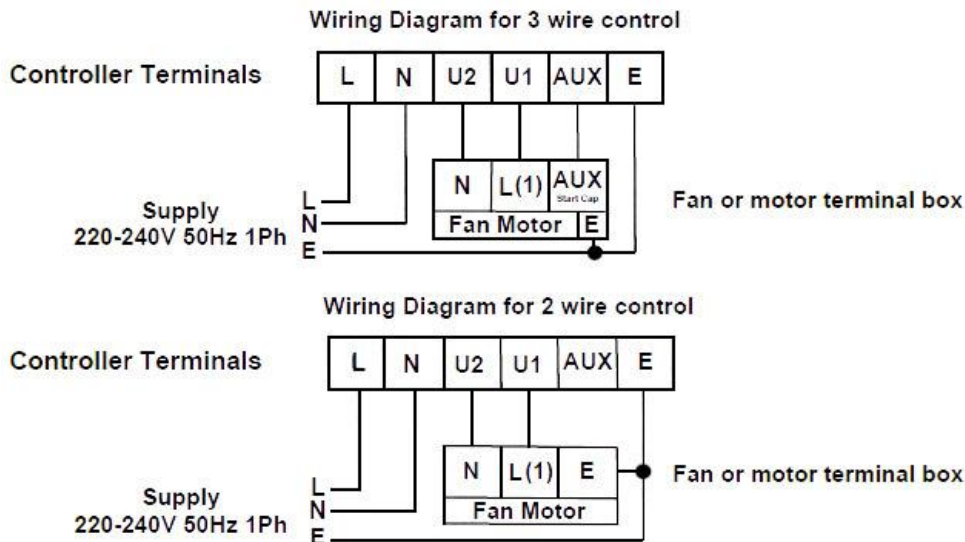 Wiring Diagram for 3 wire control
Controller Terminals
L N U2 U1 AUX E
N L(1) AUX
Start Cap
Fan Motor E
Fan or motor terminal box
Supply
220-240V 50Hz 1Ph
L
N
E
Wiring Diagram for 2 wire control
Controller Terminals
L N U2 U1 AUX E
N L(1) E
Fan Motor
Fan or motor terminal box
Supply
220-240V 50Hz 1Ph
L
N
E